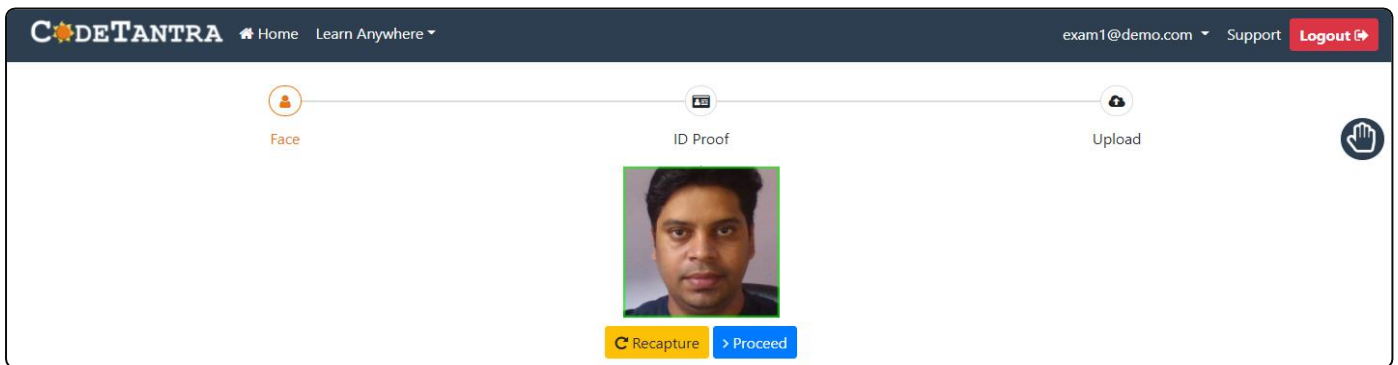 CODETANTRA Home Learn Anywhere exam1@demo.com Support Logout
Face ID Proof Upload
Recapture > Proceed